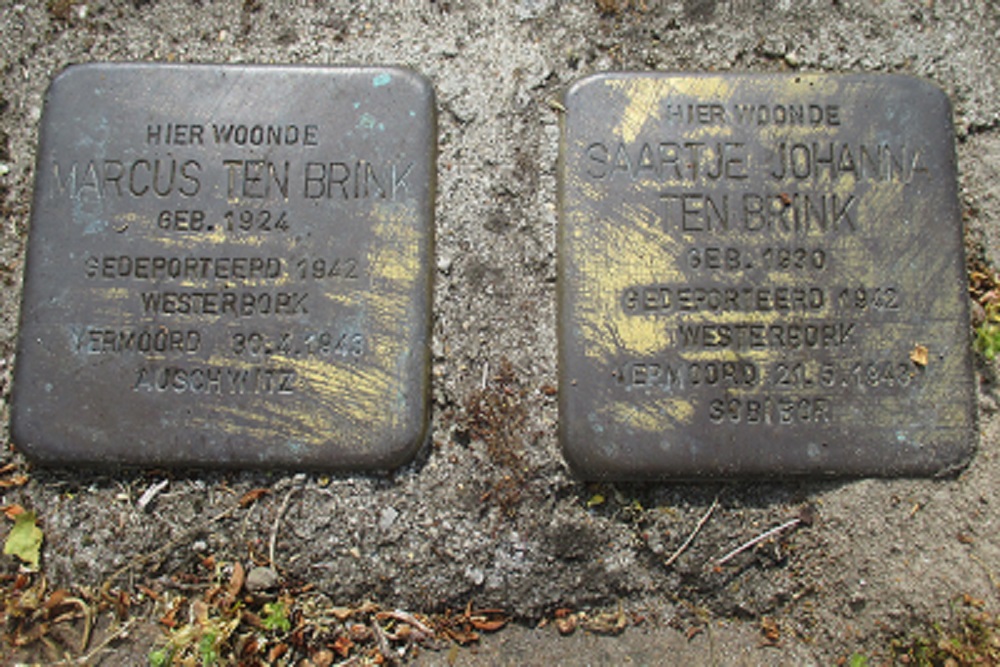 HIER WOONDE
MARCUS TEN BRINK
GEB. 1924
GEDEPORTEERD 1942
WESTERBORK
VERMOORD 30.4.1943
AUSCHWITZ
HIER WOONDE
SAARTJE JOHANNA
TEN BRINK
GEB. 1930
GEDEPORTEERD 1942
WESTERBORK
VERMOORD 21.5.1943
SOBIBOR